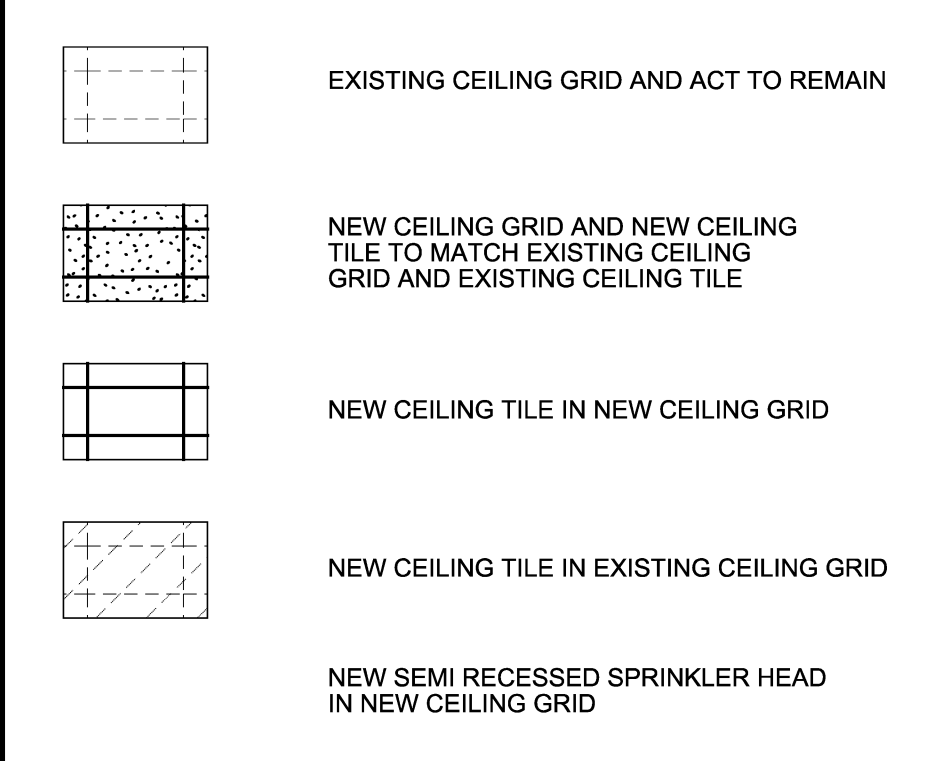 EXISTING CEILING GRID AND ACT TO REMAIN
NEW CEILING GRID AND NEW CEILING
TILE TO MATCH EXISTING CEILING
GRID AND EXISTING CEILING TILE
NEW CEILING TILE IN NEW CEILING GRID
NEW CEILING TILE IN EXISTING CEILING GRID
NEW SEMI RECESSED SPRINKLER HEAD
IN NEW CEILING GRID